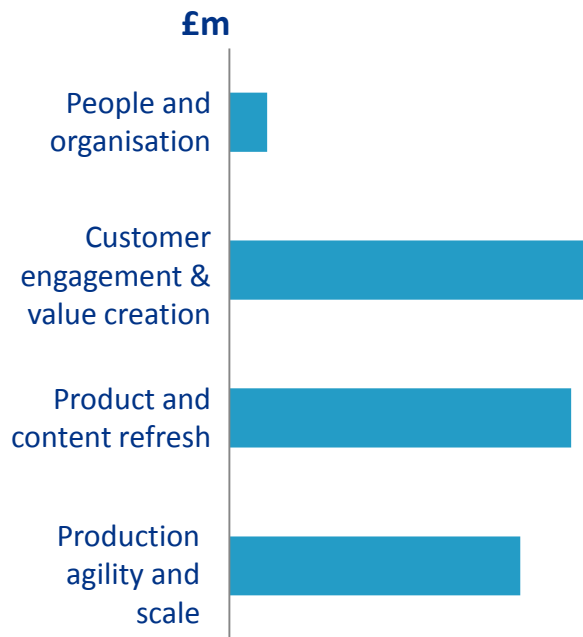 £m
People and
organisation
Customer
engagement &
value creation
Product and
content refresh
Production
agility and
scale